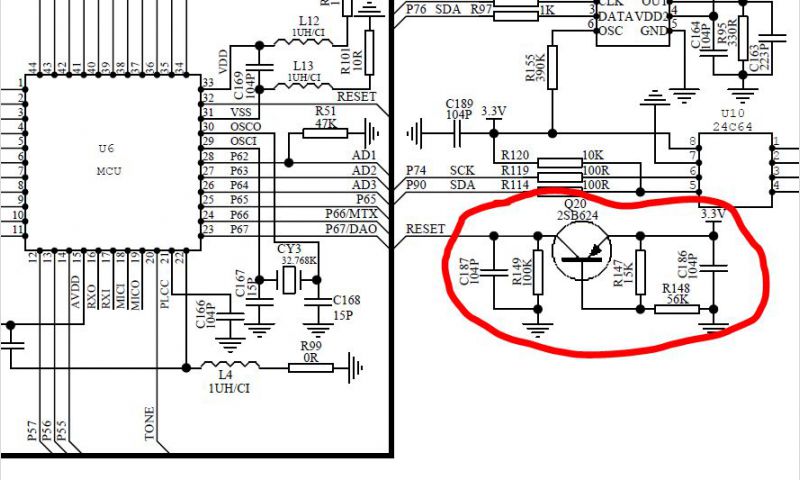 L12
1UH/CI
R101
10R
C169
104P
L13
1UH/CI
VDD
RESET
VSS
OSCO
OSCI
R51
47K
P62
AD1
P63
AD2
P64
AD3
P65
P65
P66
P66/MTX
P67
P67/DAO
44
43
42
41
40
39
38
37
36
35
34
33
32
31
30
29
28
27
26
25
24
23
1
2
3
4
5
6
7
8
9
10
11
U6
MCU
12
13
14
15
16
17
18
19
20
21
22
AVDD
RXO
RXI
MICI
MICO
PLCC
CY3
32.768K
C167
15P
C168
15P
C166
104P
R99
0R
L4
1UH/CI
P57
P56
P55
TONE
P76 SDA
R97
1K
CLK
OUT
DATA
VDD2
OSC
GND
3
6
4
5
C164
104P
R95
330R
C163
223P
R155
390K
C189
104P
3.3V
U10
24C64
8
7
6
5
1
2
3
4
R120
10K
P74 SCK
R119
100R
P90 SDA
R114
100R
Q20
2SB624
3.3V
RESET
C187
104P
R149
100K
R147
15K
C186
104P
R148
56K